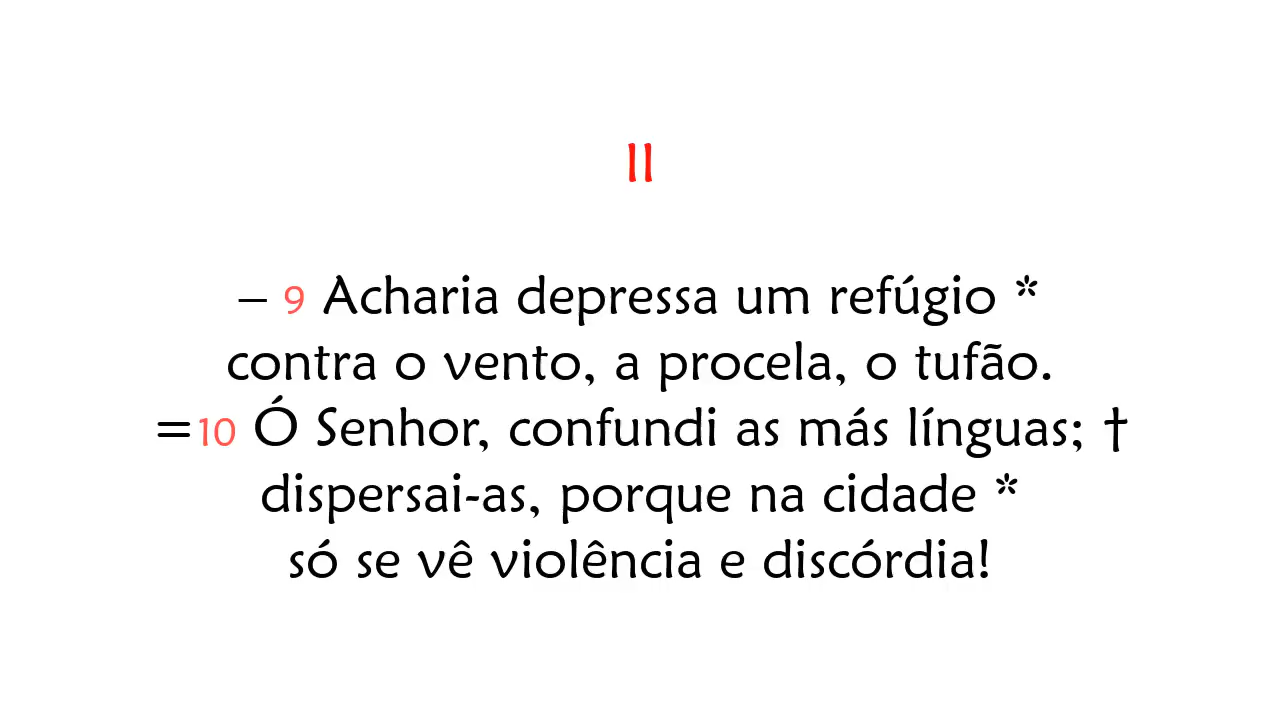 II
– 9 Acharia depressa um refúgio *
contra o vento, a procela, o tufão.
=10 Ó Senhor, confundi as más línguas; †
dispersai-as, porque na cidade *
só se vê violência e discórdia!